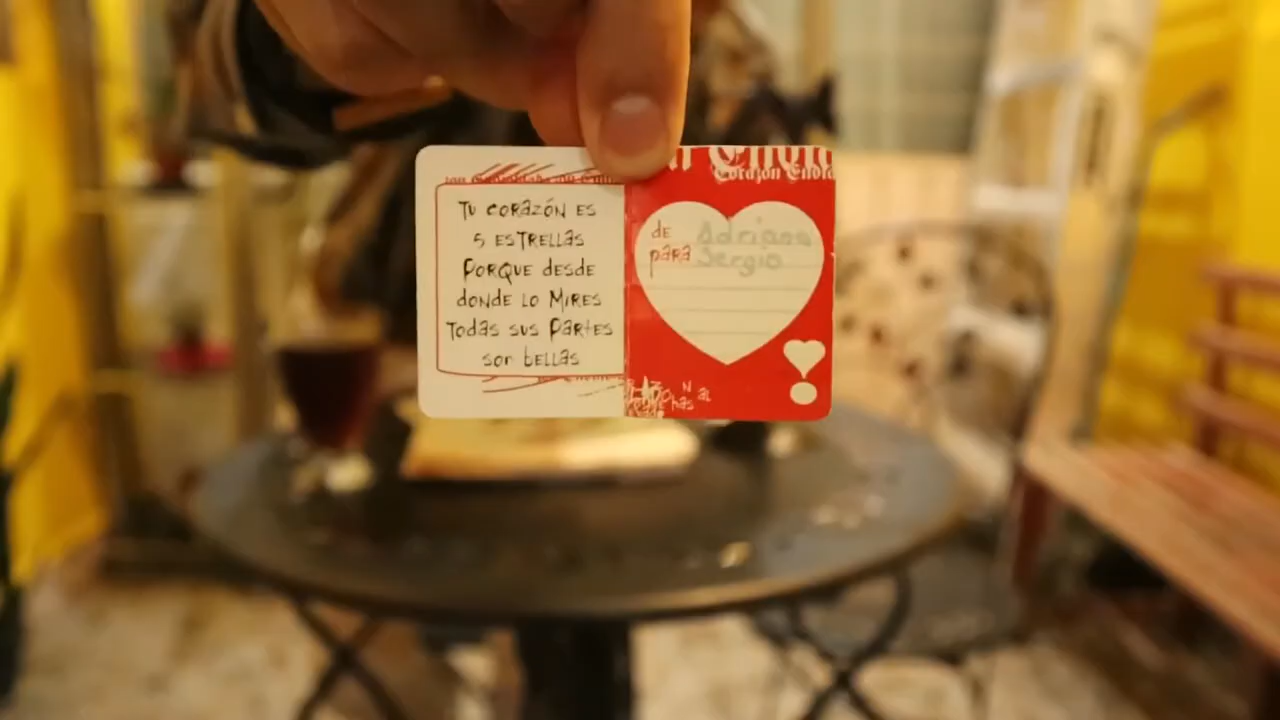 TU CORAZÓN ES
5 ESTRELLAS
PORQUE DESDE
DONDE LO MIRES
TODAS SUS PARTES
SON BELLAS
Corazón
de Adriana
para Sergio